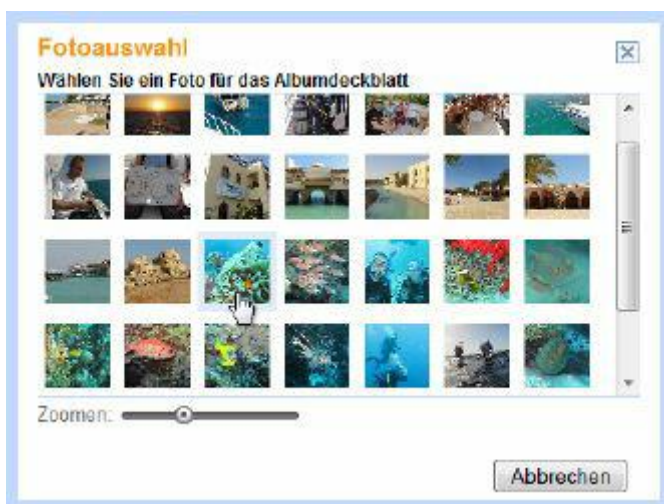 Fotoauswahl
Wählen Sie ein Foto für das Albumdeckblatt
Zoomen:
Abbrechen